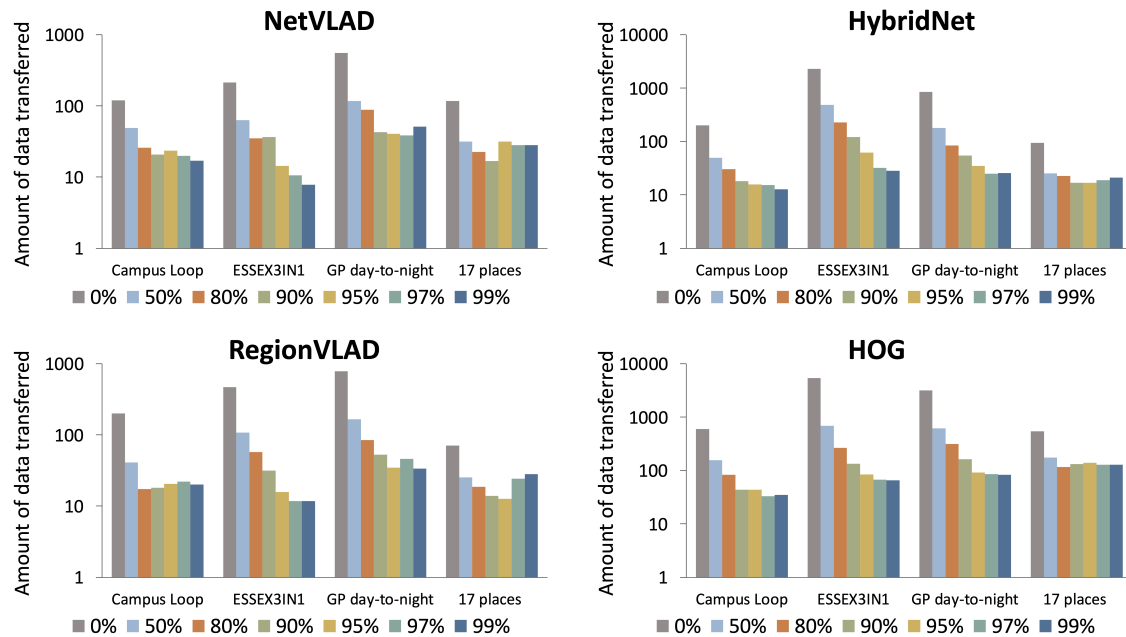 NetVLAD
Amount of data transferred
1000
100
10
1
Campus Loop ESSEX3IN1 GP day-to-night 17 places
0% 50% 80% 90% 95% 97% 99%
HybridNet
Amount of data transferred
10000
1000
100
10
1
Campus Loop ESSEX3IN1 GP day-to-night 17 places
0% 50% 80% 90% 95% 97% 99%
RegionVLAD
Amount of data transferred
1000
100
10
1
Campus Loop ESSEX3IN1 GP day-to-night 17 places
0% 50% 80% 90% 95% 97% 99%
HOG
Amount of data transferred
10000
1000
100
10
1
Campus Loop ESSEX3IN1 GP day-to-night 17 places
0% 50% 80% 90% 95% 97% 99%